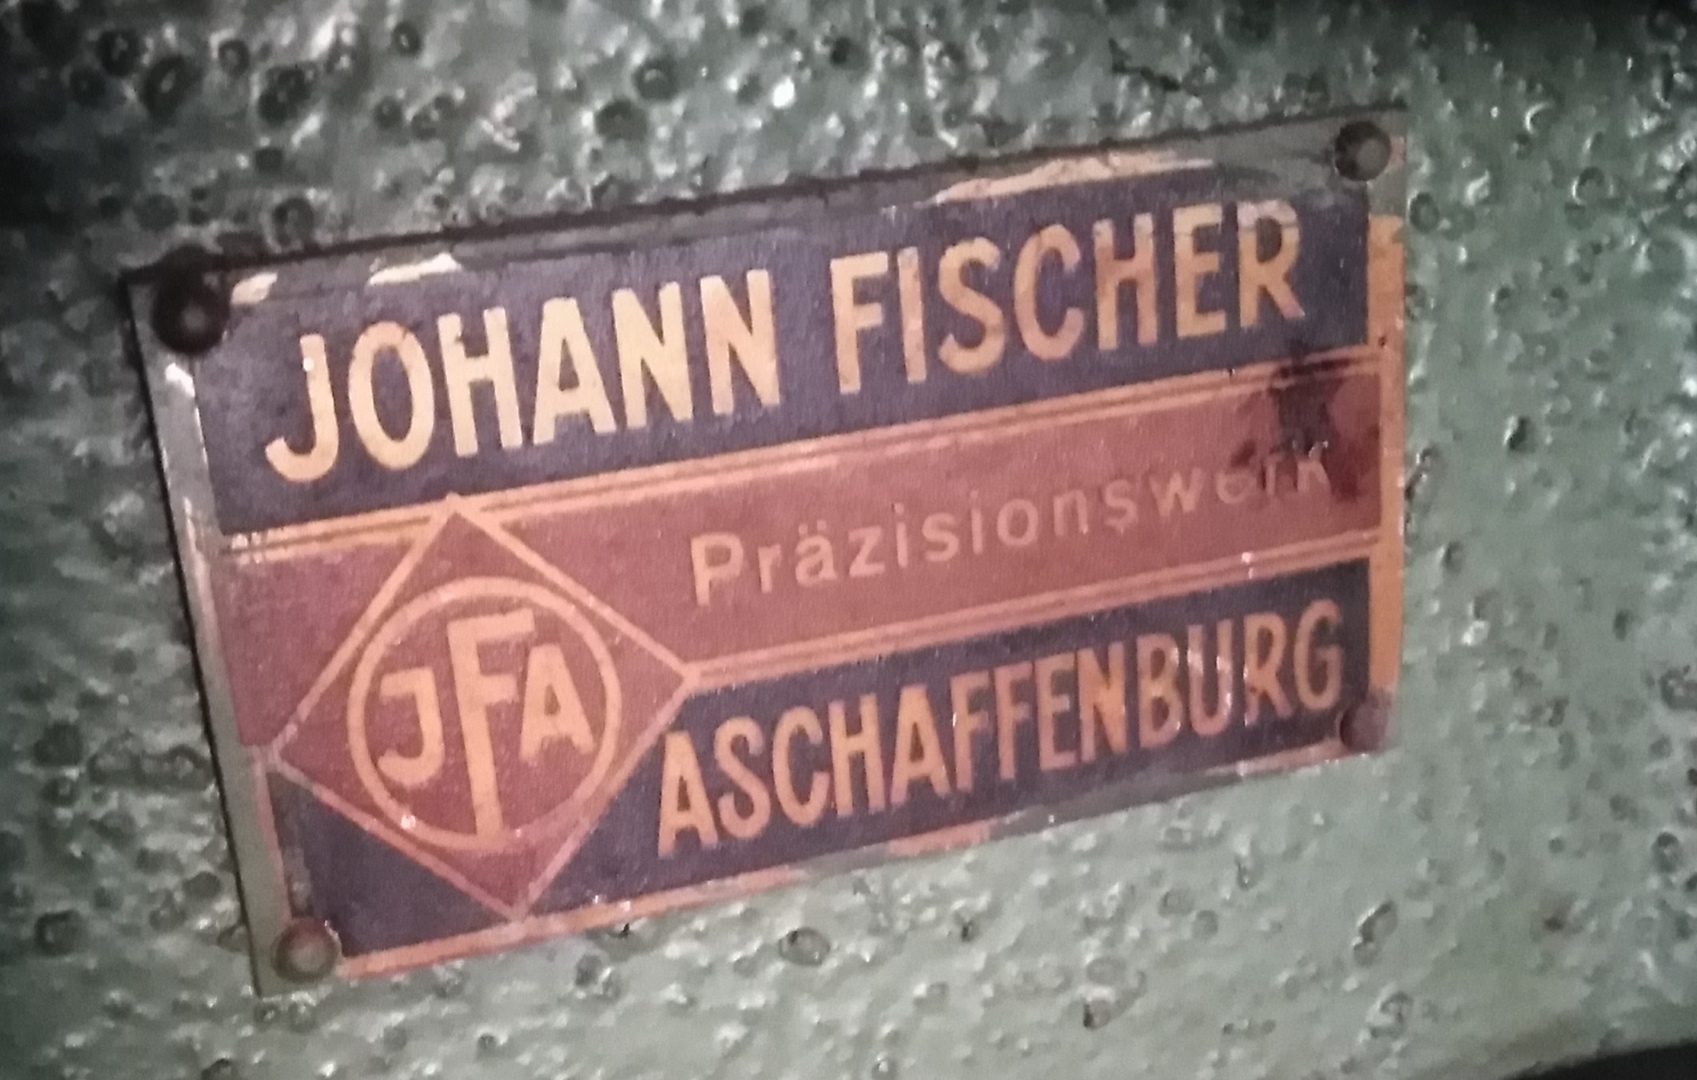 JOHANN FISCHER
Präzisionswerk
JFA
ASCHAFFENBURG